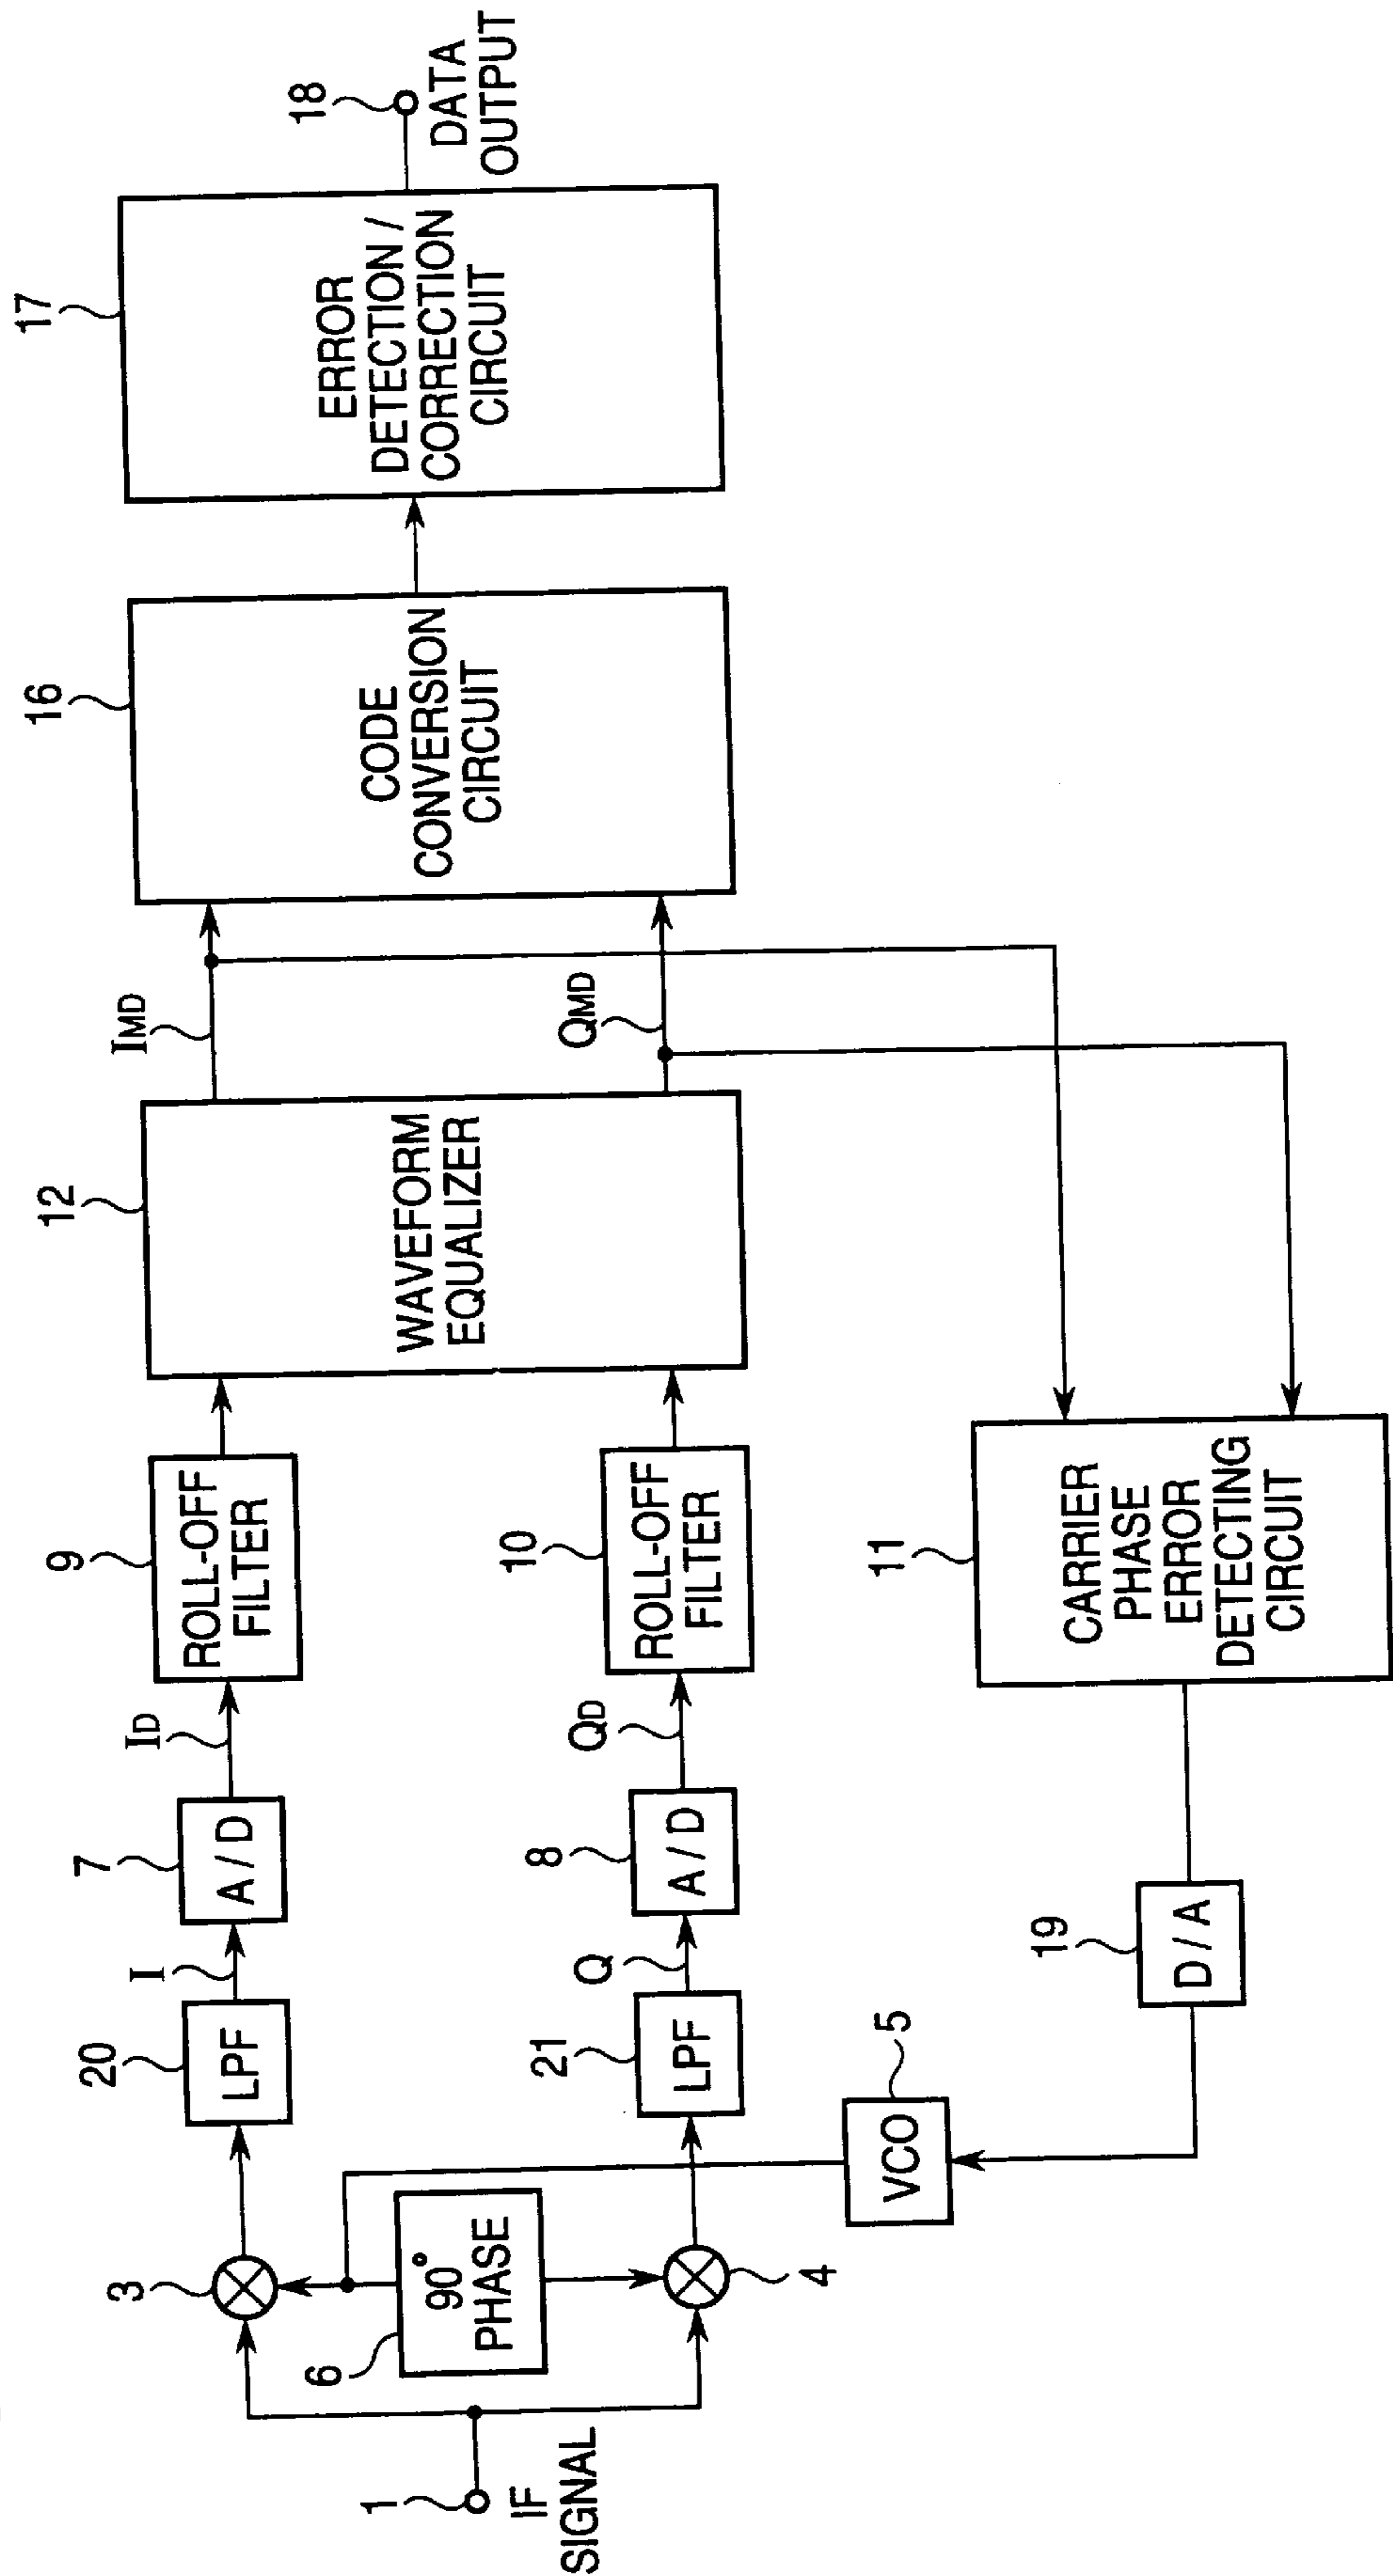 1
IF
SIGNAL
3
4
6
90°
PHASE
20
LPF
21
LPF
I
Q
7
A / D
8
A / D
5
VCO
19
D / A
ID
QD
9
ROLL-OFF
FILTER
10
ROLL-OFF
FILTER
11
CARRIER
PHASE
ERROR
DETECTING
CIRCUIT
12
WAVEFORM
EQUALIZER
IMD
QMD
16
CODE
CONVERSION
CIRCUIT
17
ERROR
DETECTION /
CORRECTION
CIRCUIT
18
DATA
OUTPUT